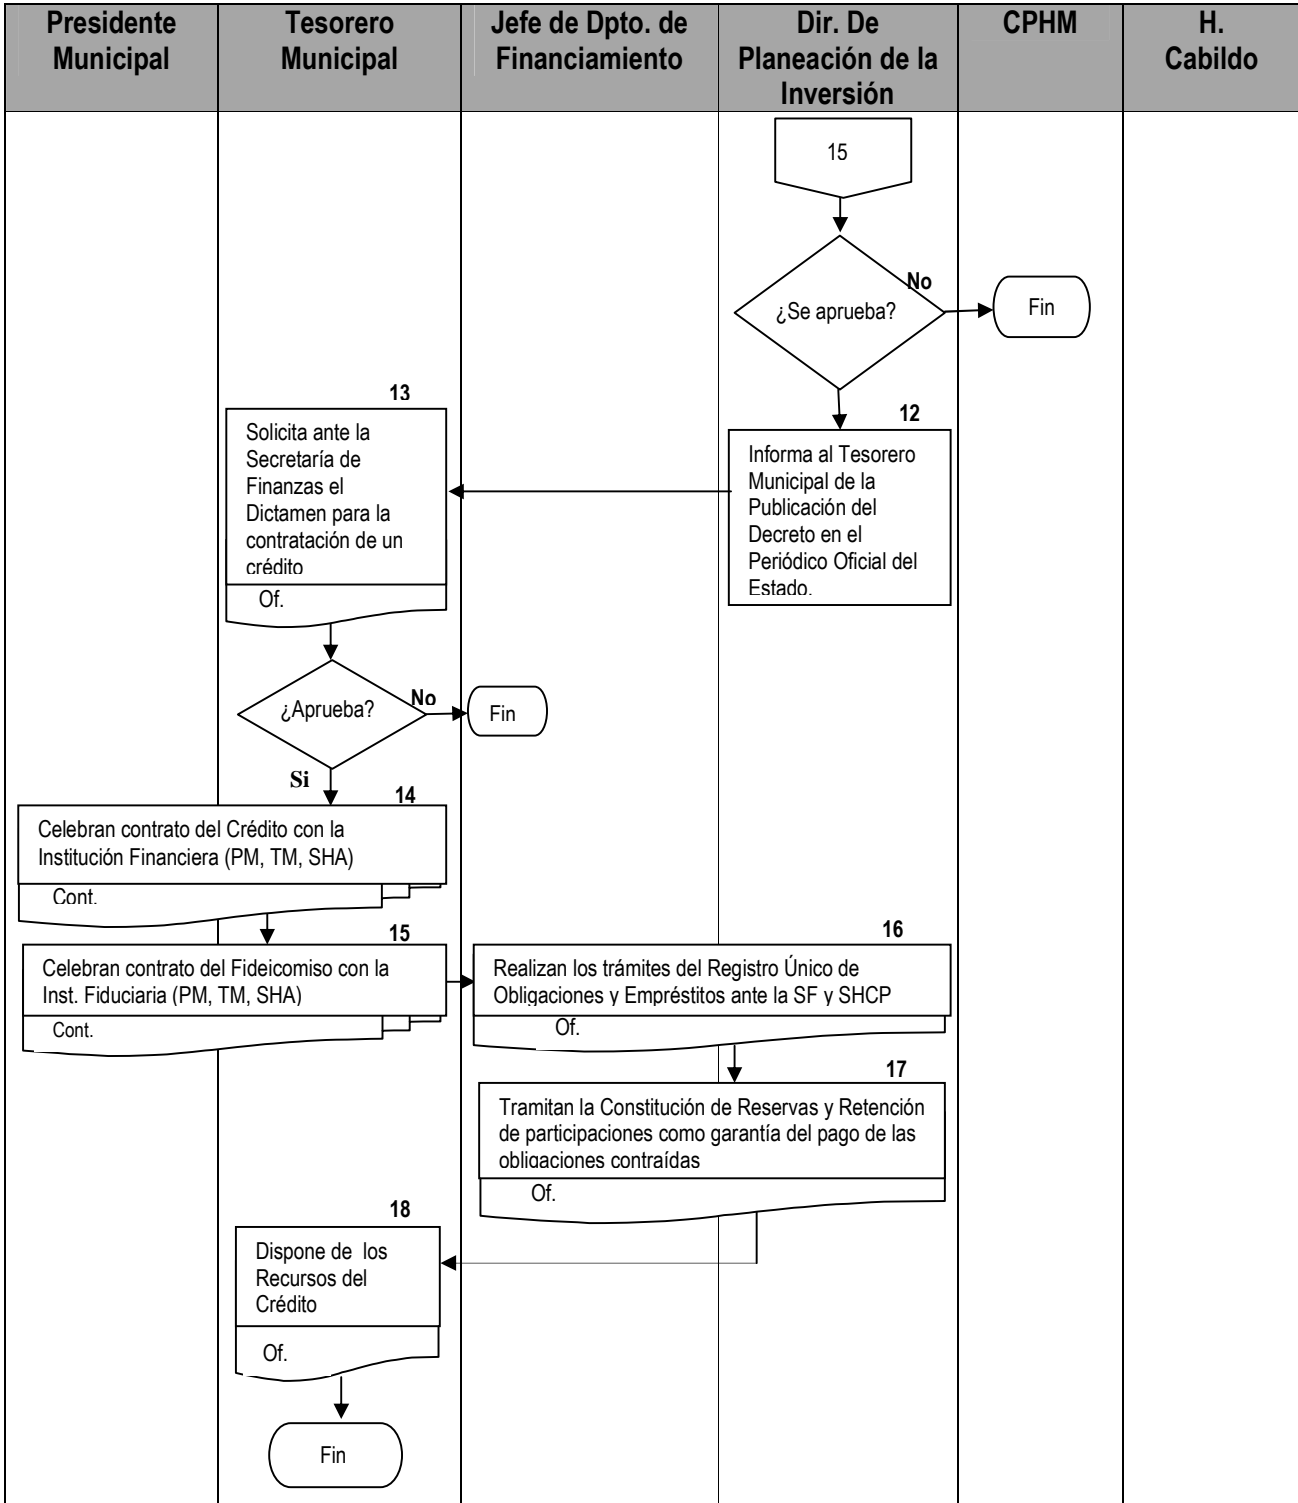 Presidente
Municipal
Tesorero
Municipal
Jefe de Dpto. de
Financiamiento
Dir. De
Planeación de la
Inversión
CPHM
H.
Cabildo
15
¿Se aprueba?
No
Fin
12
Informa al Tesorero
Municipal de la
Publicación del
Decreto en el
Periódico Oficial del
Estado.
13
Solicita ante la
Secretaría de
Finanzas el
Dictamen para la
contratación de un
crédito
Of.
¿Aprueba?
No
Fin
Si
14
Celebran contrato del Crédito con la
Institución Financiera (PM, TM, SHA)
Cont.
15
Celebran contrato del Fideicomiso con la
Inst. Fiduciaria (PM, TM, SHA)
Cont.
16
Realizan los trámites del Registro Único de
Obligaciones y Empréstitos ante la SF y SHCP
Of.
17
Tramitan la Constitución de Reservas y Retención
de participaciones como garantía del pago de las
obligaciones contraídas
Of.
18
Dispone de los
Recursos del
Crédito
Of.
Fin